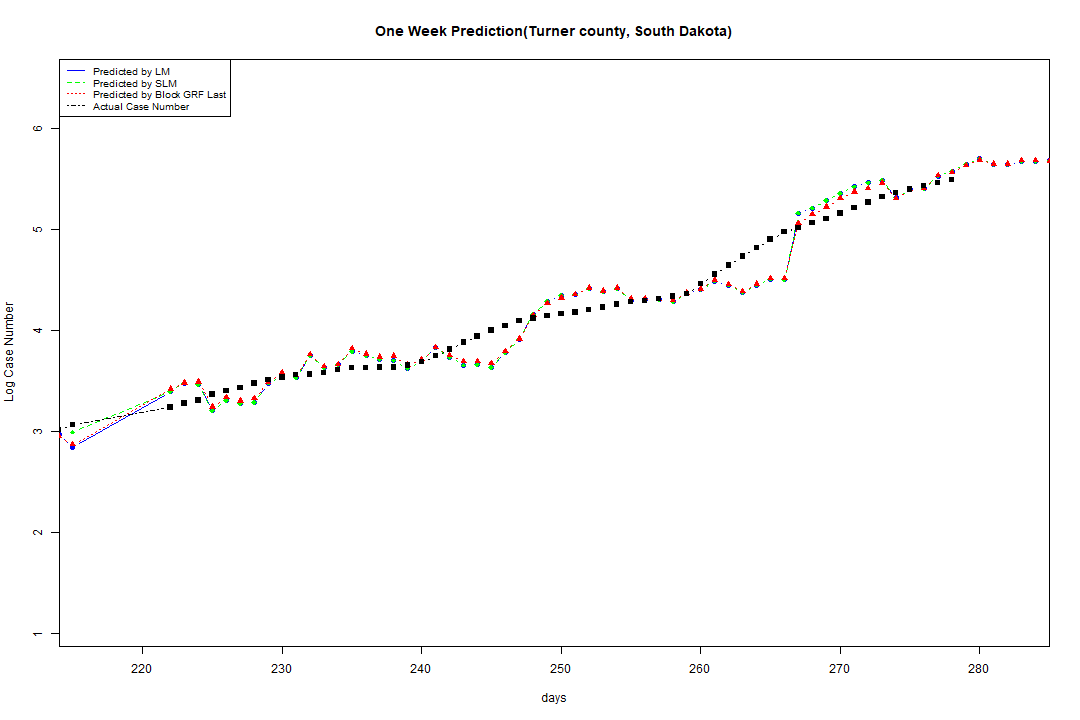 One Week Prediction(Turner county, South Dakota)
Predicted by LM
Predicted by SLM
Predicted by Block GRF Last
Actual Case Number
6
5
4
3
2
1
Log Case Number
220 230 240 250 260 270 280
days